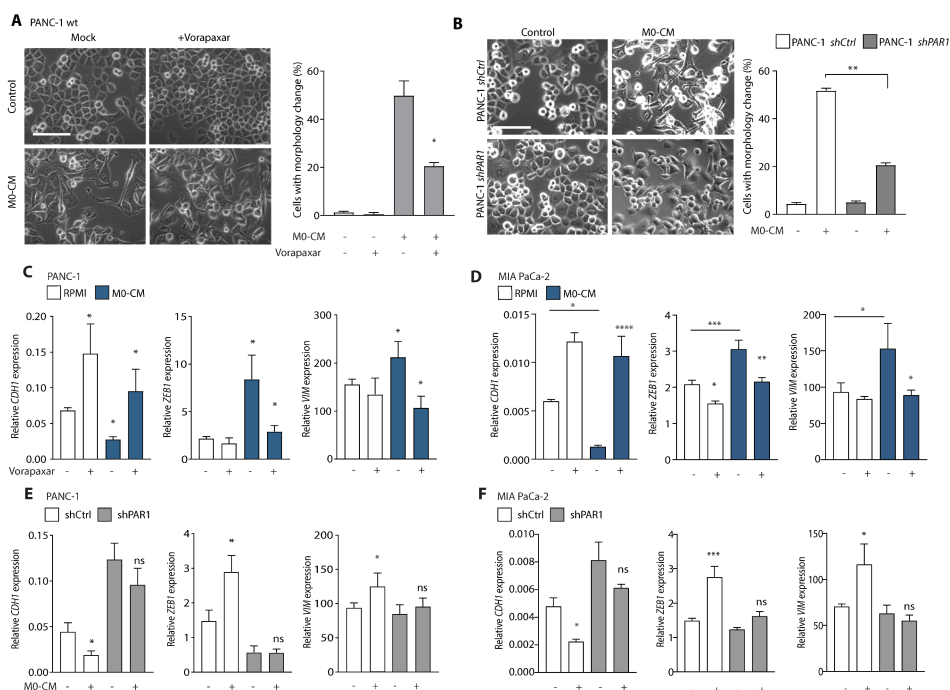 A PANC-1 wt
Mock +Vorapaxar
Control
M0-CM
Cells with morphology change (%)
60
40
20
0
M0-CM - - + +
Vorapaxar - + - +
*
B
Control M0-CM
PANC-1 shCtrl
PANC-1 shPAR1
PANC-1 shCtrl PANC-1 shPAR1
Cells with morphology change (%)
60
40
20
0
**
M0-CM - + - +
C PANC-1
RPMI M0-CM
Relative CDH1 expression
0.20
0.15
0.10
0.05
0.00
* * *
Vorapaxar - + - +
Relative ZEB1 expression
15
10
5
0
* *
- + - +
Relative VIM expression
300
200
100
0
* *
- + - +
D MIA PaCa-2
RPMI M0-CM
Relative CDH1 expression
0.015
0.010
0.005
0.000
* ****
- + - +
Relative ZEB1 expression
4
3
2
1
0
*** * **
- + - +
Relative VIM expression
200
150
100
50
0
* *
- + - +
E PANC-1
shCtrl shPAR1
Relative CDH1 expression
0.15
0.10
0.05
0.00
* ns
M0-CM - + - +
Relative ZEB1 expression
4
3
2
1
0
* ns
- + - +
Relative VIM expression
200
150
100
50
0
* ns
- + - +
F MIA PaCa-2
shCtrl shPAR1
Relative CDH1 expression
0.010
0.008
0.006
0.004
0.002
0.000
* ns
- + - +
Relative ZEB1 expression
5
4
3
2
1
0
*** ns
- + - +
Relative VIM expression
150
100
50
0
* ns
- + - +